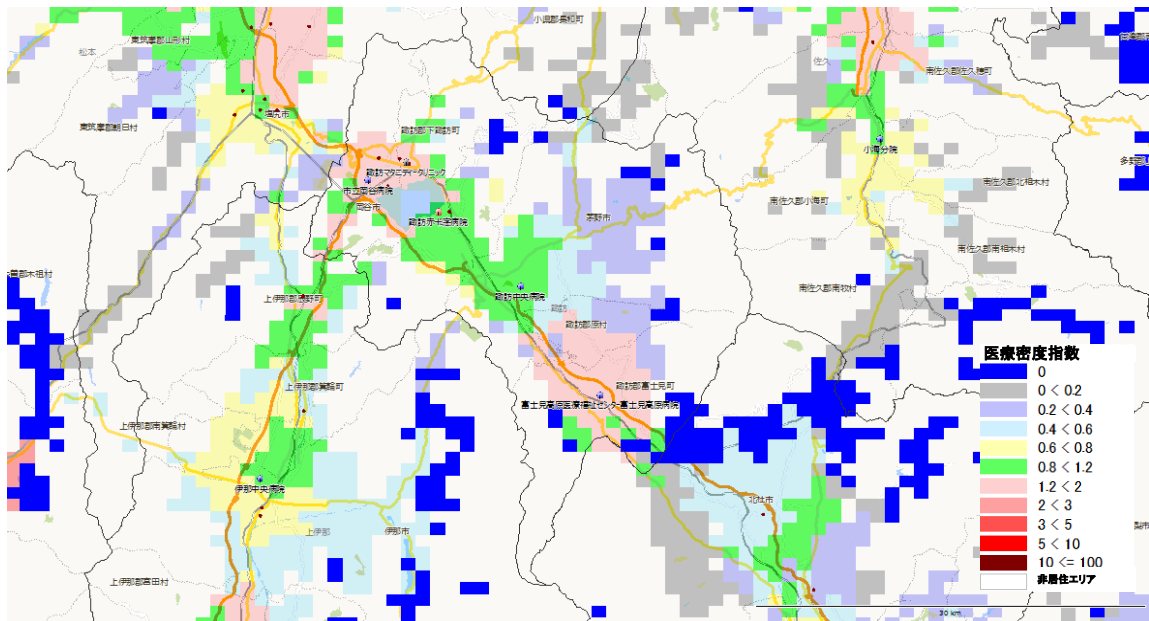 小県郡長和町
東筑摩郡山形村
松本
佐久
南佐久郡佐久穂町
塩尻市
東筑摩郡朝日村
諏訪郡下諏訪町
小海分院
諏訪マタニティークリニック
市立岡谷病院
岡谷市
諏訪赤十字病院
茅野市
南佐久郡北相木村
南佐久郡小海町
南佐久郡南相木村
木曽郡木祖村
南佐久郡南牧村
上伊那郡辰野町
諏訪中央病院
諏訪
諏訪郡原村
医療密度指数
0
0 < 0.2
0.2 < 0.4
0.4 < 0.6
0.6 < 0.8
0.8 < 1.2
1.2 < 2
2 < 3
3 < 5
5 < 10
10 <= 100
非居住エリア
上伊那郡箕輪町
諏訪郡富士見町
富士見高原医療福祉センター富士見高原病院
上伊那郡南箕輪村
伊那中央病院
北杜市
上伊那
伊那市
上伊那郡宮田村
30 km